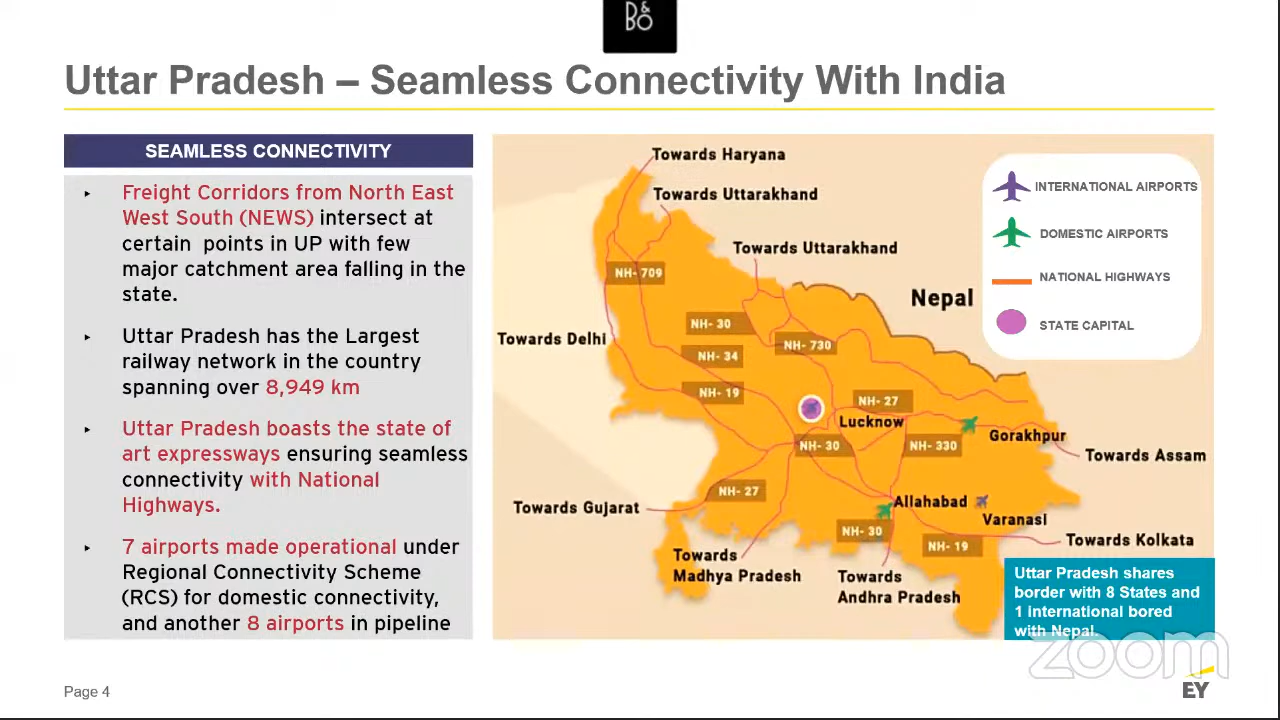 D&
BO
Uttar Pradesh – Seamless Connectivity With India
SEAMLESS CONNECTIVITY
Freight Corridors from North East
West South (NEWS) intersect at
certain points in UP with few
major catchment area falling in the
state.
Uttar Pradesh has the Largest
railway network in the country
spanning over 8,949 km
Uttar Pradesh boasts the state of
art expressways ensuring seamless
connectivity with National
Highways.
7 airports made operational under
Regional Connectivity Scheme
(RCS) for domestic connectivity,
and another 8 airports in pipeline
Towards Haryana
Towards Uttarakhand
Towards Uttarakhand
NH- 709
Nepal
NH- 30
Towards Delhi
NH- 730
NH- 34
NH- 19
NH- 27
Lucknow
NH- 30
NH- 330
Gorakhpur
Towards Assam
NH- 27
Towards Gujarat
Allahabad
Varanasi
NH- 30
NH- 19
Towards Kolkata
Towards
Madhya Pradesh
Towards
Andhra Pradesh
INTERNATIONAL AIRPORTS
DOMESTIC AIRPORTS
NATIONAL HIGHWAYS
STATE CAPITAL
Uttar Pradesh shares
border with 8 States and
1 international bored
with Nepal.
zoom
Page 4
EY